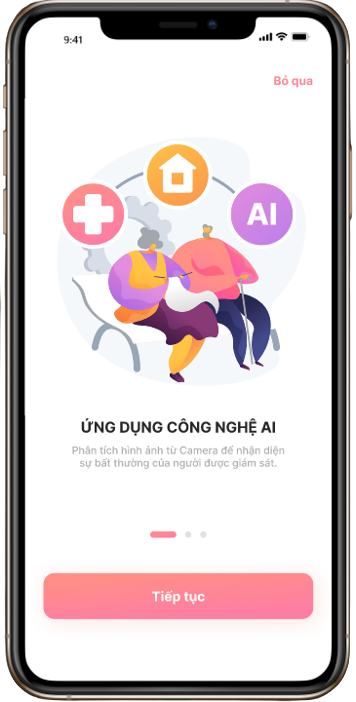 9:41
Bỏ qua
AI
ỨNG DỤNG CÔNG NGHỆ AI
Phân tích hình ảnh từ Camera để nhận diện
sự bất thường của người được giám sát.
Tiếp tục